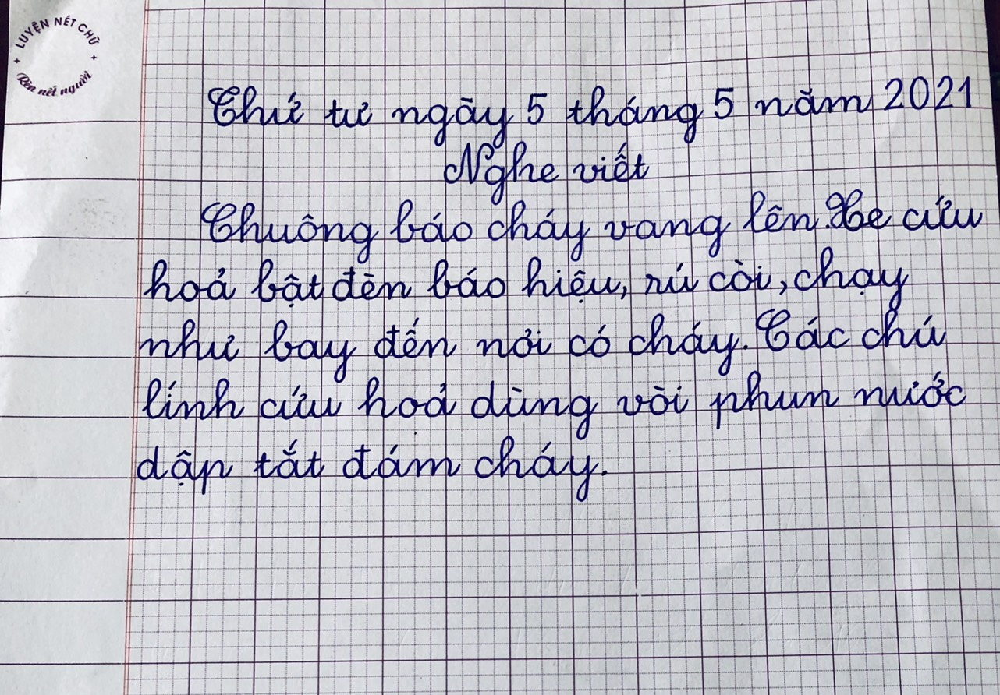 LUYỆN NÉT CHỮ
Rèn nết người
Thứ tư ngày 5 tháng 5 năm 2021
Nghe viết
Chuông báo cháy vang lên. Xe cứu
hoả bật đèn báo hiệu, rú còi, chạy
như bay đến nơi có cháy. Các chú
lính cứu hoả dùng vòi phun nước
dập tắt đám cháy.